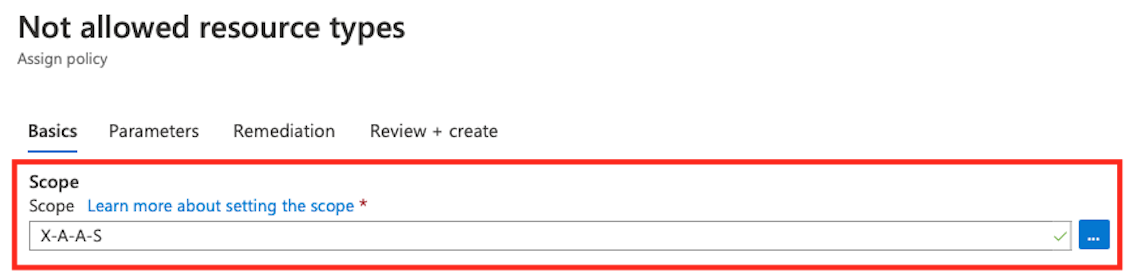 Not allowed resource types
Assign policy
Basics Parameters Remediation Review + create
Scope
Scope Learn more about setting the scope *
X-A-A-S ...